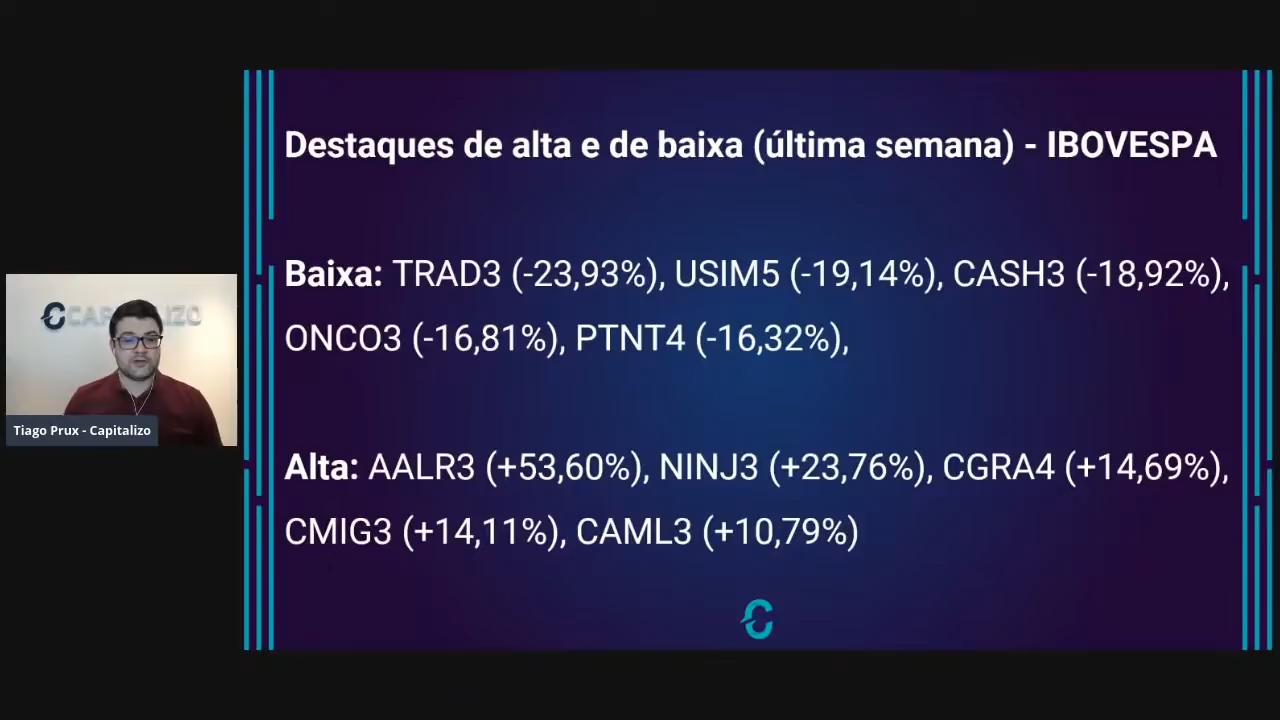 Destaques de alta e de baixa (última semana) - IBOVESPA
Baixa: TRAD3 (-23,93%), USIM5 (-19,14%), CASH3 (-18,92%),
ONCO3 (-16,81%), PTNT4 (-16,32%),
CAPITALIZO
Tiago Prux - Capitalizo
Alta: AALR3 (+53,60%), NINJ3 (+23,76%), CGRA4 (+14,69%),
CMIG3 (+14,11%), CAML3 (+10,79%)